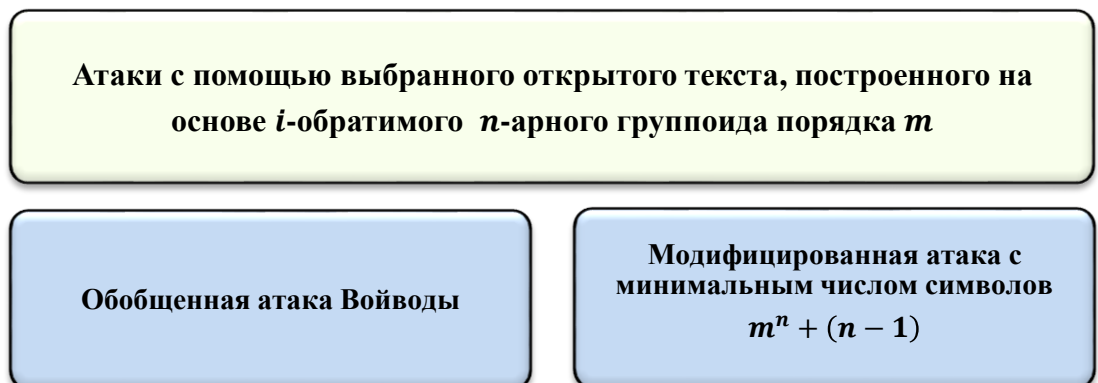 Атаки с помощью выбранного открытого текста, построенного на
основе i-обратимого n-арного группоида порядка m
Обобщенная атака Войводы
Модифицированная атака с
минимальным числом символов
mⁿ + (n − 1)